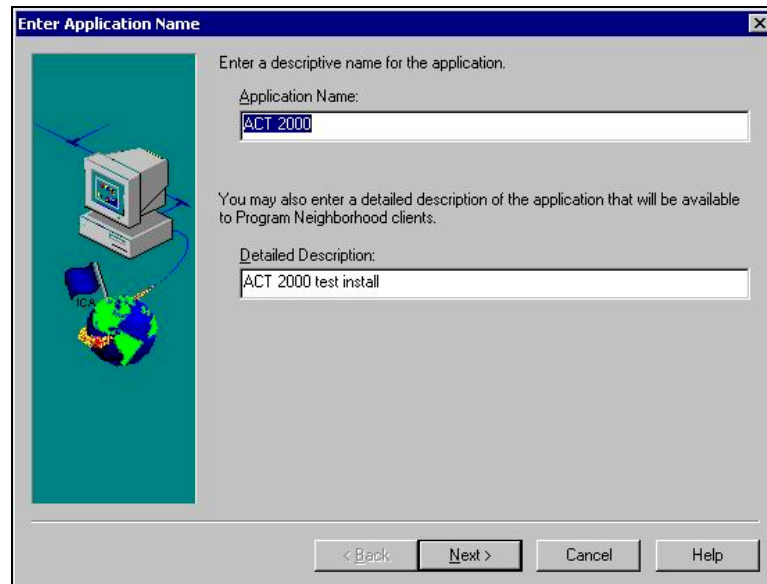 Enter Application Name
Enter a descriptive name for the application.
Application Name:
ACT 2000
You may also enter a detailed description of the application that will be available
to Program Neighborhood clients.
Detailed Description:
ACT 2000 test install
ICA
< Back
Next >
Cancel
Help